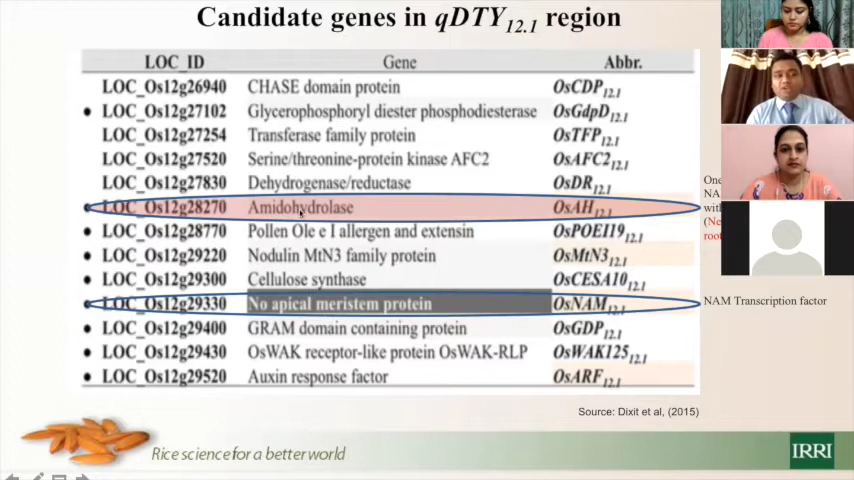 Candidate genes in qDTY12.1 region
LOC_ID Gene Abbr.
LOC_Os12g26940 CHASE domain protein OsCDP12.1
• LOC_Os12g27102 Glycerophosphoryl diester phosphodiesterase OsGdpD12.1
LOC_Os12g27254 Transferase family protein OsTFP12.1
LOC_Os12g27520 Serine/threonine-protein kinase AFC2 OsAFC212.1
LOC_Os12g27830 Dehydrogenase/reductase OsDR12.1
• LOC_Os12g28270 Amidohydrolase OsAH12.1
• LOC_Os12g28770 Pollen Ole e I allergen and extensin OsPOEI1912.1
• LOC_Os12g29220 Nodulin MtN3 family protein OsMtN312.1
• LOC_Os12g29300 Cellulose synthase OsCESA1012.1
• LOC_Os12g29330 No apical meristem protein OsNAM12.1
• LOC_Os12g29400 GRAM domain containing protein OsGDP12.1
• LOC_Os12g29430 OsWAK receptor-like protein OsWAK-RLP OsWAK12512.1
• LOC_Os12g29520 Auxin response factor OsARF12.1
One
NA
wit
(Ne
root
NAM Transcription factor
Source: Dixit et al, (2015)
Rice science for a better world
IRRI